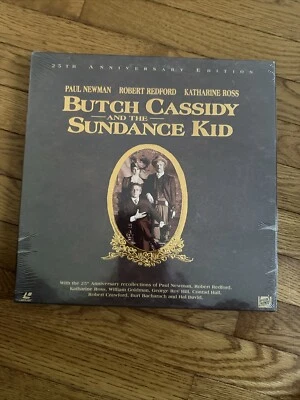 25TH ANNIVERSARY EDITION
PAUL NEWMAN ROBERT REDFORD KATHARINE ROSS
BUTCH CASSIDY
AND THE
SUNDANCE KID
With the 25th Anniversary recollections of Paul Newman, Robert Redford,
Katharine Ross, William Goldman, George Roy Hill, Conrad Hall,
Robert Crawford, Burt Bacharach and Hal David.